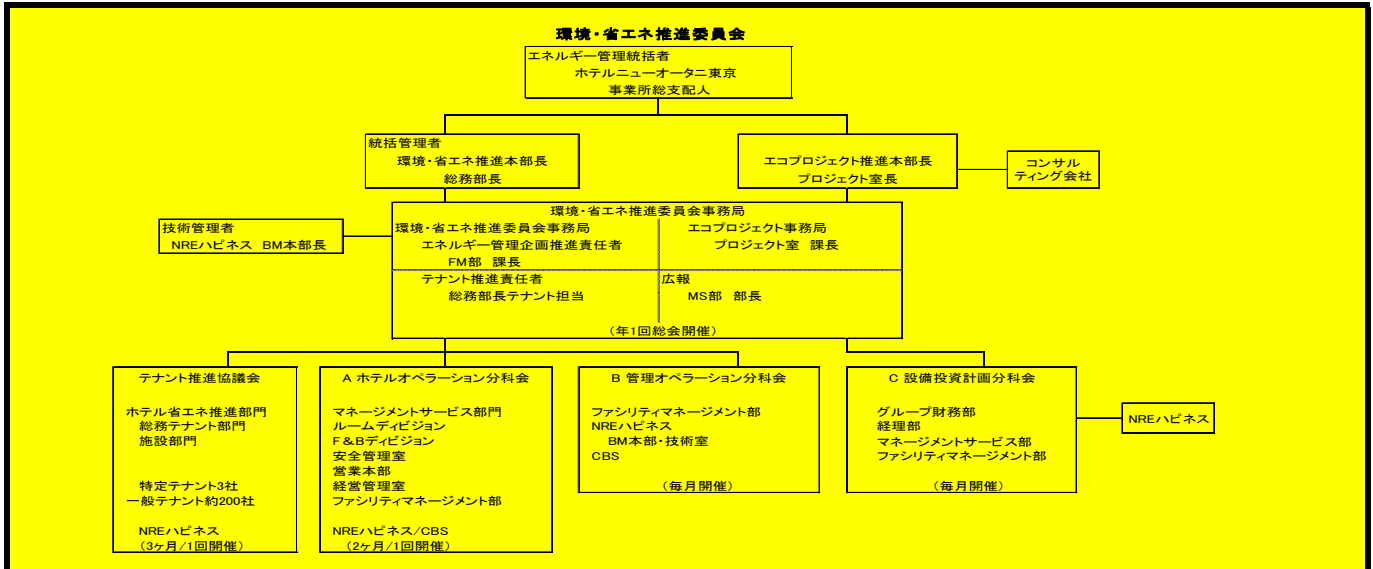 環境・省エネ推進委員会
エネルギー管理統括者
ホテルニューオータニ東京
事業所総支配人
統括管理者
環境・省エネ推進本部長
総務部長
エコプロジェクト推進本部長
プロジェクト室長
コンサル
ティング会社
技術管理者
NREハピネス BM本部長
環境・省エネ推進委員会事務局
環境・省エネ推進委員会事務局
エネルギー管理企画推進責任者
FM部 課長
エコプロジェクト事務局
プロジェクト室 課長
テナント推進責任者
総務部長テナント担当
広報
MS部 部長
（年1回総会開催）
テナント推進協議会
ホテル省エネ推進部門
総務テナント部門
施設部門
特定テナント3社
一般テナント約200社
NREハピネス
（3ヶ月/1回開催）
A ホテルオペラーション分科会
マネージメントサービス部門
ルームディビジョン
F＆Bディビジョン
安全管理室
営業本部
経営管理室
ファシリティマネージメント部
NREハピネス/CBS
（2ヶ月/1回開催）
B 管理オペラーション分科会
ファシリティマネージメント部
NREハピネス
BM本部・技術室
CBS
（毎月開催）
C 設備投資計画分科会
グループ財務部
経理部
マネージメントサービス部
ファシリティマネージメント部
（毎月開催）
NREハピネス